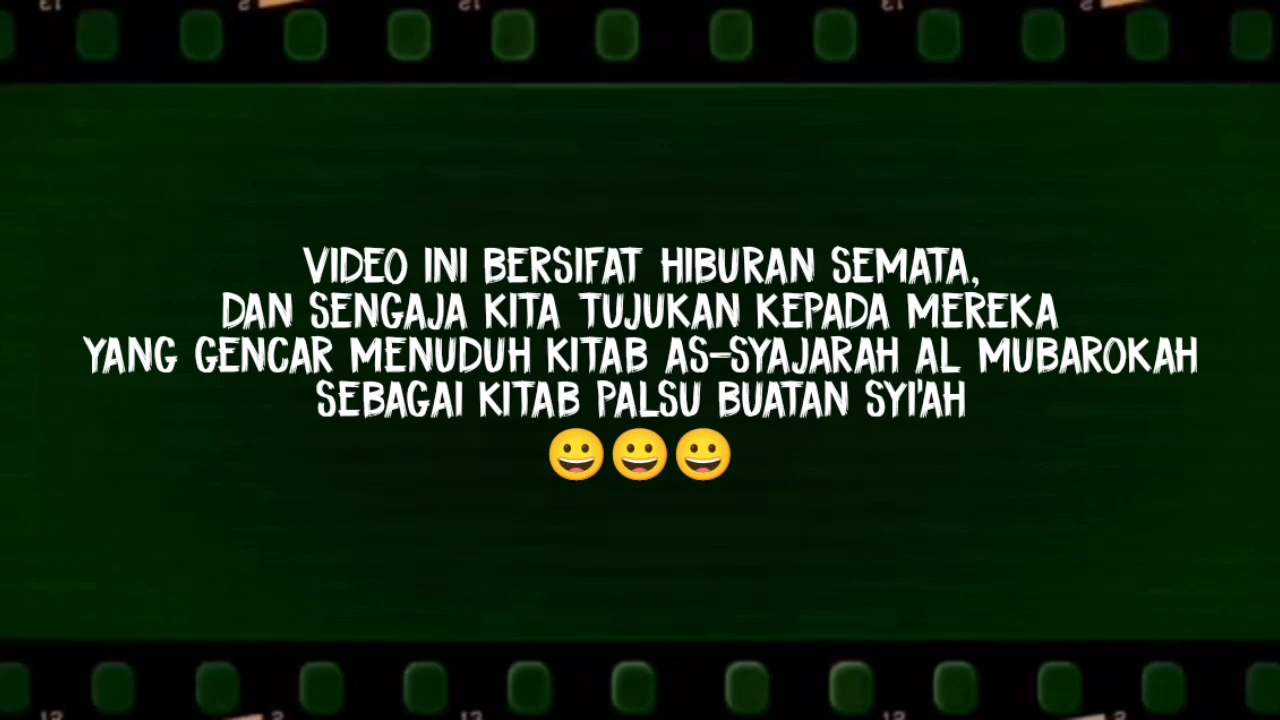 VIDEO INI BERSIFAT HIBURAN SEMATA,
DAN SENGAJA KITA TUJUKAN KEPADA MEREKA
YANG GENCAR MENUDUH KITAB AS-SYAJARAH AL MUBAROKAH
SEBAGAI KITAB PALSU BUATAN SYI'AH
😀😀😀